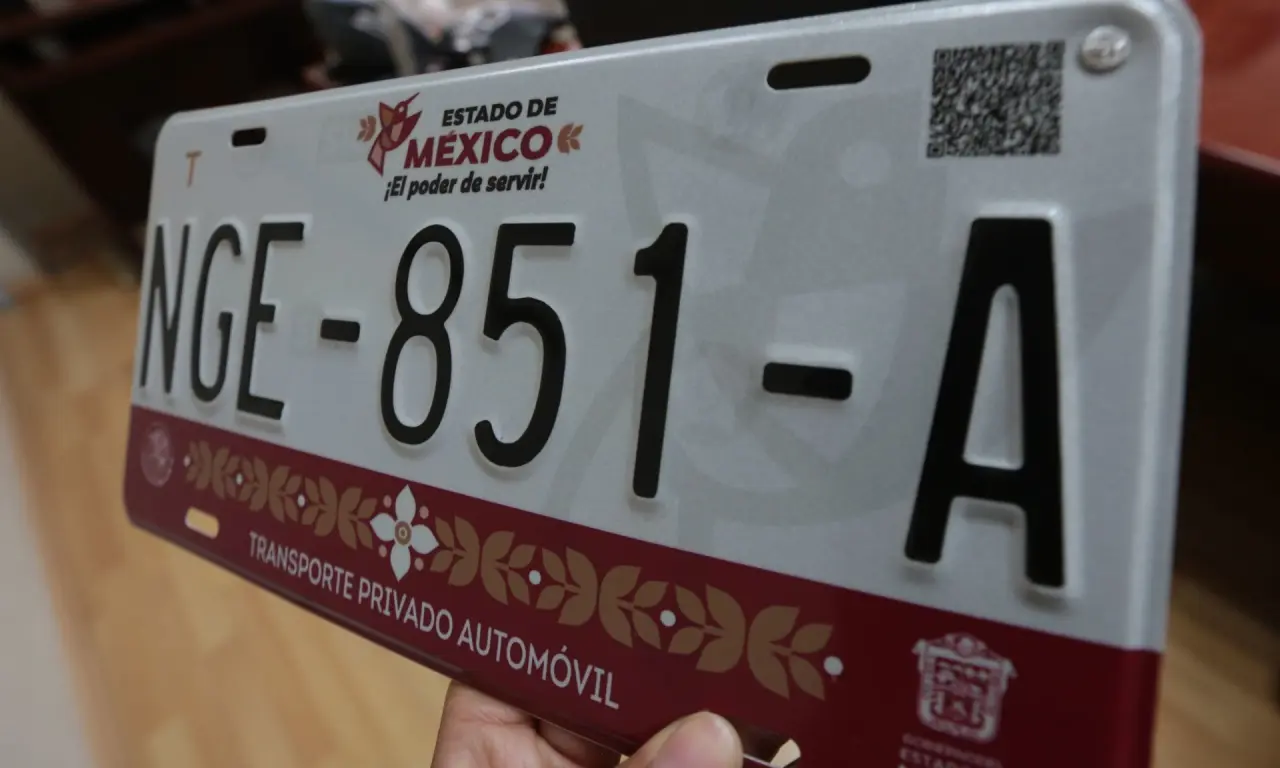 T
ESTADO DE
MÉXICO
¡El poder de servir!
NGE-851-A
TRANSPORTE PRIVADO AUTOMÓVIL